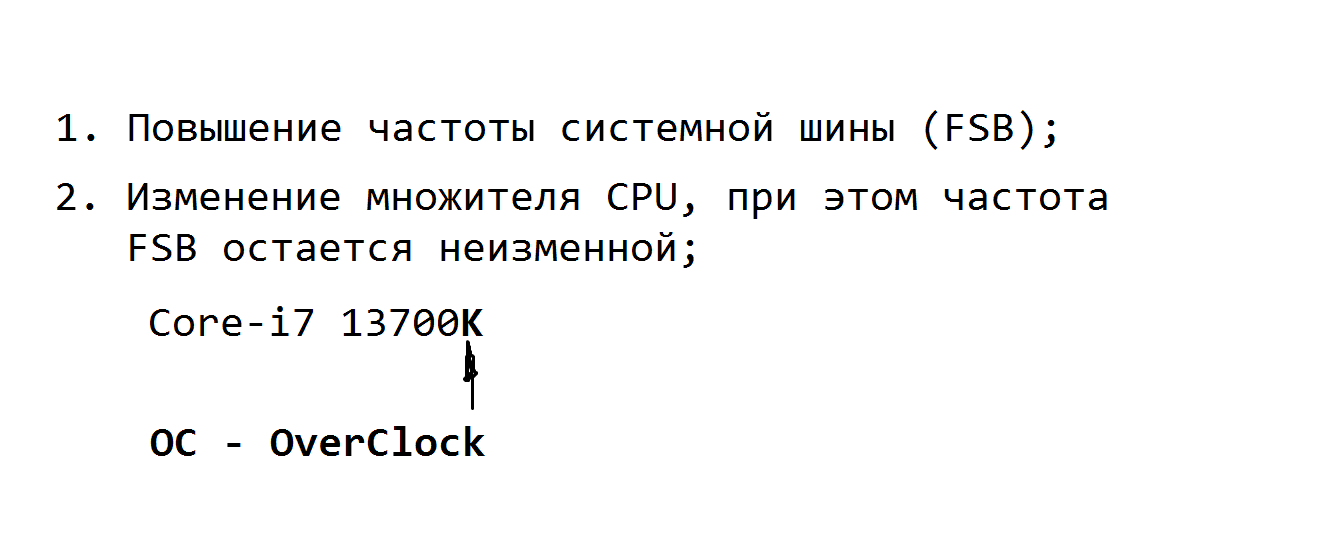 1. Повышение частоты системной шины (FSB);
2. Изменение множителя CPU, при этом частота
FSB остается неизменной;
Core-i7 13700K
OC - OverClock